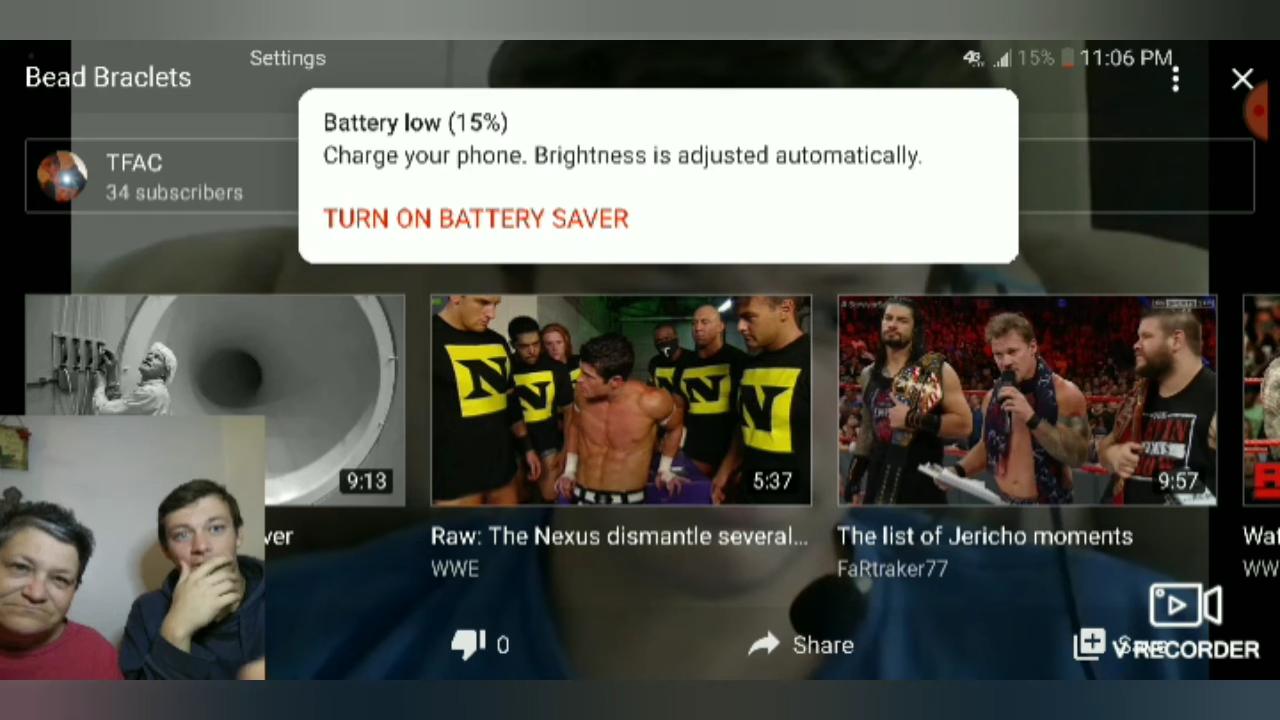 Settings
15% 11:06 PM
Bead Braclets
Battery low (15%)
Charge your phone. Brightness is adjusted automatically.
TURN ON BATTERY SAVER
TFAC
34 subscribers
9:13
N N N N
5:37
9:57
ver
Raw: The Nexus dismantle several...
WWE
The list of Jericho moments
FaRtraker77
Wat
WW
0
Share
V RECORDER